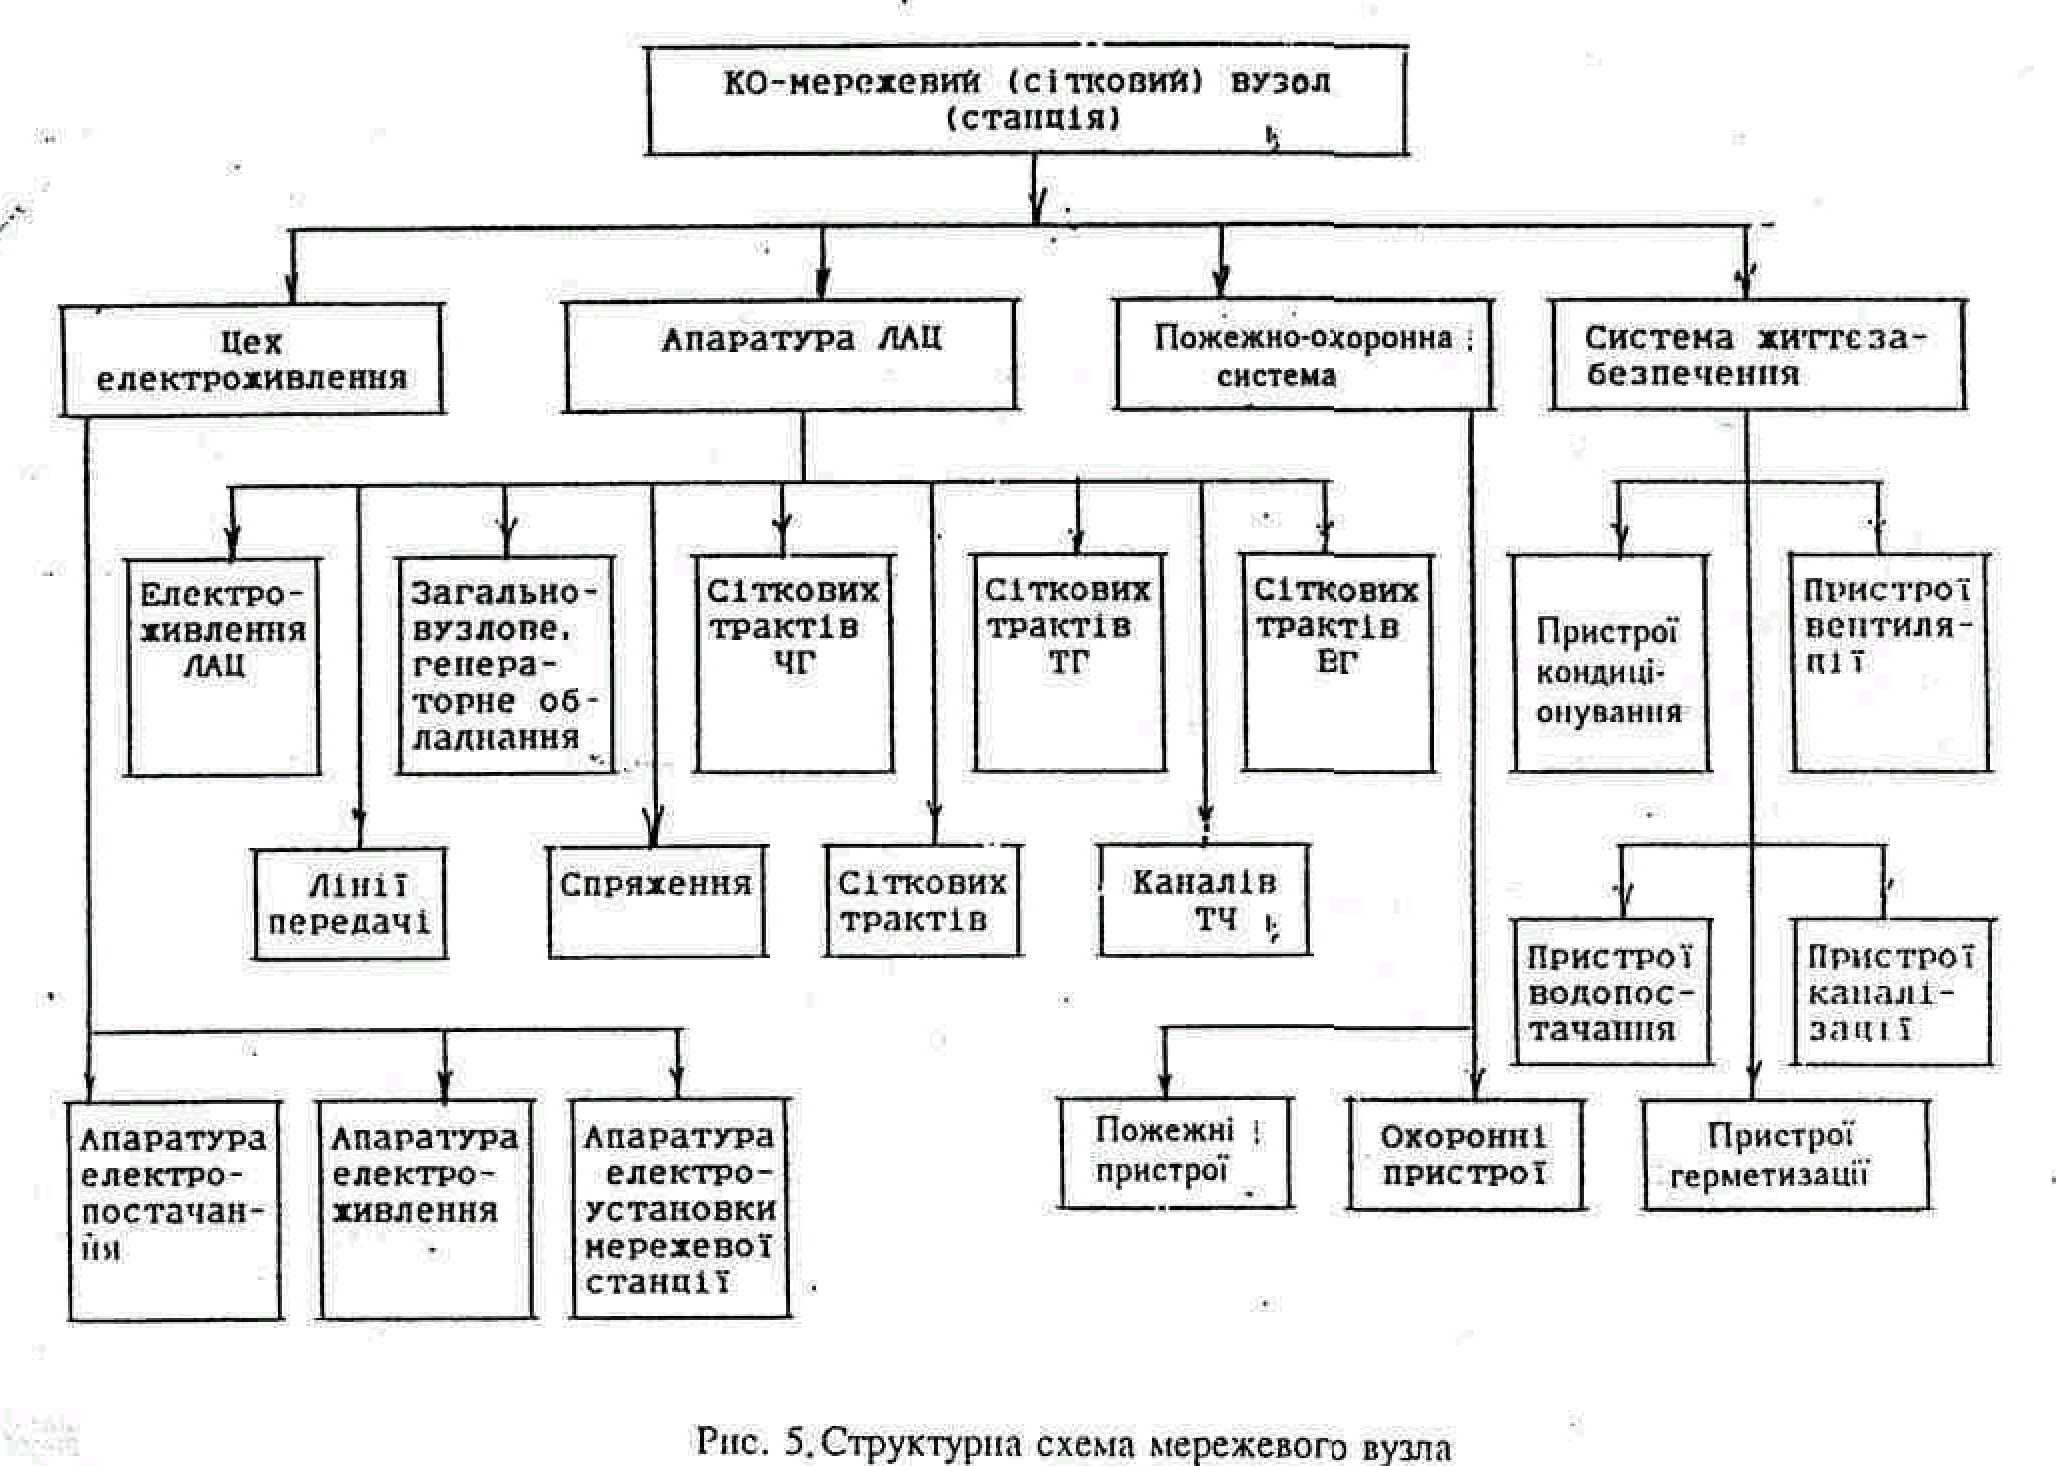 КО-мережевий (сітковий) вузол
(станція)
Цех
електроживлення
Апаратура ЛАЦ
Пожежно-охоронна
система
Система життєза-
безпечення
Електро-
живлення
ЛАЦ
Загально-
вузлове,
генера-
торне об-
ладнання
Сіткових
трактів
ЧГ
Сіткових
трактів
ТГ
Сіткових
трактів
ВГ
Пристрої
кондиці-
онування
Пристрої
вентиля-
ції
Лінії
передачі
Спряження
Сіткових
трактів
Каналів
ТЧ
Пристрої
водопос-
тачання
Пристрої
каналі-
зації
Апаратура
електро-
постачан-
ня
Апаратура
електро-
живлення
Апаратура
електро-
установки
мережевої
станції
Пожежні
пристрої
Охоронні
пристрої
Пристрої
герметизації
Рис. 5. Структурна схема мережевого вузла